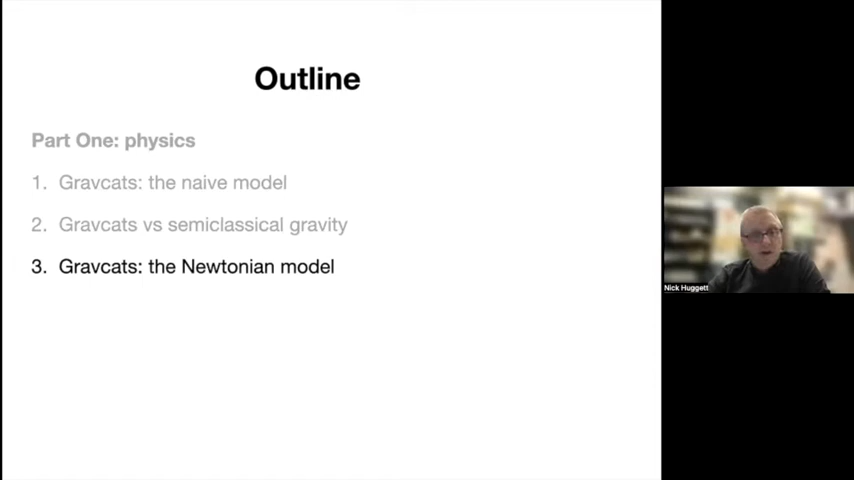 Outline
Part One: physics
1. Gravcats: the naive model
2. Gravcats vs semiclassical gravity
3. Gravcats: the Newtonian model
Nick Huggett